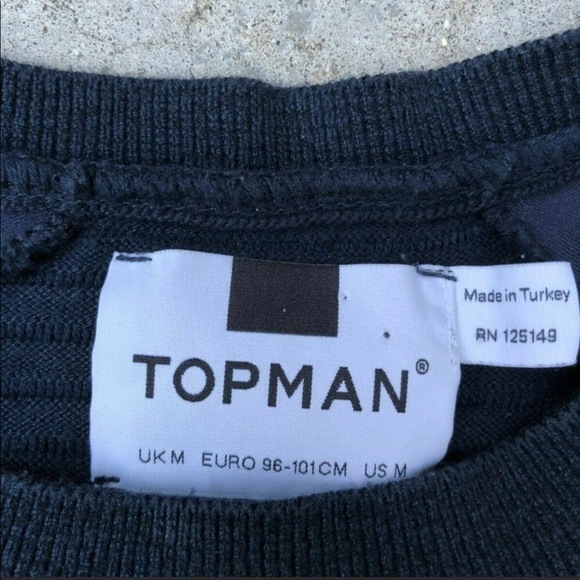 TOPMAN®
UK M EURO 96-101CM US M
Made in Turkey
RN 125149